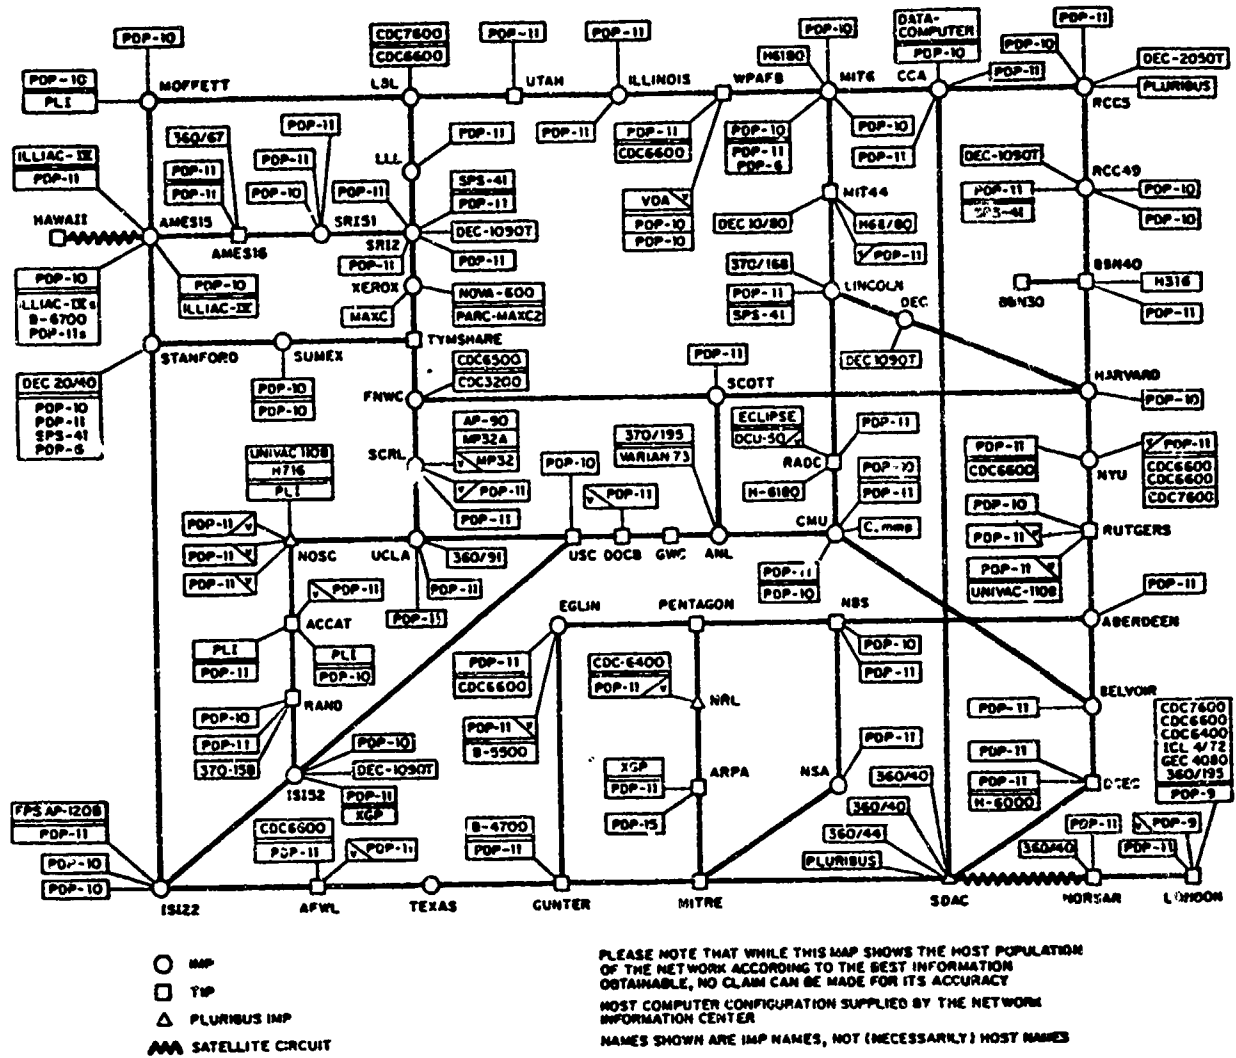 PDP-11
PDP-10
CDC7600
CDC6600
PDP-11
PDP-11
PDP-10
DATA-
COMPUTER
PDP-10
PDP-10
DEC-2050T
PLURIBUS
H6180
PDP-10
PLI
MOFFETT
LBL
UTAH
ILLINOIS
WPAFB
MIT6
CCA
PDP-11
RCC5
360/67
PDP-11
PDP-11
PDP-11
PDP-11
CDC6600
PDP-10
PDP-11
PDP-6
PDP-10
PDP-11
ILLIAC-IV
PDP-11
PDP-11
PDP-11
PDP-11
PDP-10
LLL
SPS-41
PDP-11
DEC-1090T
RCC49
PDP-11
SPS-41
PDP-10
PDP-10
HAWAII
AMES15
AMES16
SRI51
PDP-11
SRI2
DEC-1090T
PDP-11
PDP-11
VDA
PDP-10
PDP-10
MIT44
DEC 10/80
H68/80
PDP-11
PDP-10
ILLIAC-IVs
B-6700
PDP-11s
PDP-10
ILLIAC-IV
XEROX
MAXC
NOVA-800
PARC-MAXC2
370/168
PDP-11
SPS-41
LINCOLN
DEC
DEC1090T
BBN40
BBN30
H316
PDP-11
STANFORD
SUMEX
TYMSHARE
DEC 20/40
PDP-10
PDP-11
SPS-41
PDP-6
PDP-10
PDP-10
CDC6500
CDC3200
FNWC
PDP-11
SCOTT
HARVARD
PDP-10
AP-90
MP32A
MP32
PDP-11
PDP-11
SCRL
UNIVAC 1108
H716
PLI
PDP-10
PDP-11
370/195
VARIAN 73
ECLIPSE
DCU-50
PDP-11
RADC
H-6180
PDP-10
PDP-11
C.mmp
PDP-11
CDC6600
PDP-11
CDC6600
CDC6600
CDC7600
NYU
PDP-11
PDP-11
PDP-11
NOSC
UCLA
360/91
PDP-11
PDP-11
USC
DOCB
GWC
ANL
CMU
PDP-11
PDP-10
PDP-10
PDP-11
PDP-11
UNIVAC-1108
RUTGERS
PDP-11
ACCAT
PLI
PDP-11
PLI
PDP-10
EGLIN
PENTAGON
NBS
PDP-10
PDP-11
PDP-11
ABERDEEN
PDP-11
CDC6600
PDP-11
B-5500
CDC-6400
PDP-11
NRL
RAND
PDP-10
PDP-11
370-158
BELVOIR
PDP-11
CDC7600
CDC6600
CDC6400
ICL 4/72
GEC 4080
360/195
PDP-9
PDP-10
DEC-1090T
PDP-11
XGP
ISI52
XGP
PDP-11
PDP-15
ARPA
NSA
PDP-11
360/40
360/40
360/44
PLURIBUS
PDP-11
PDP-11
H-6000
DCEC
FPS AP-120B
PDP-11
PDP-10
PDP-10
CDC6600
PDP-11
PDP-11
B-4700
PDP-11
360/40
PDP-11
PDP-9
PDP-11
ISI22
AFWL
TEXAS
GUNTER
MITRE
SDAC
NORSAR
LONDON
IMP
TIP
PLURIBUS IMP
SATELLITE CIRCUIT
PLEASE NOTE THAT WHILE THIS MAP SHOWS THE HOST POPULATION
OF THE NETWORK ACCORDING TO THE BEST INFORMATION
OBTAINABLE, NO CLAIM CAN BE MADE FOR ITS ACCURACY
HOST COMPUTER CONFIGURATION SUPPLIED BY THE NETWORK
INFORMATION CENTER
NAMES SHOWN ARE IMP NAMES, NOT (NECESSARILY) HOST NAMES